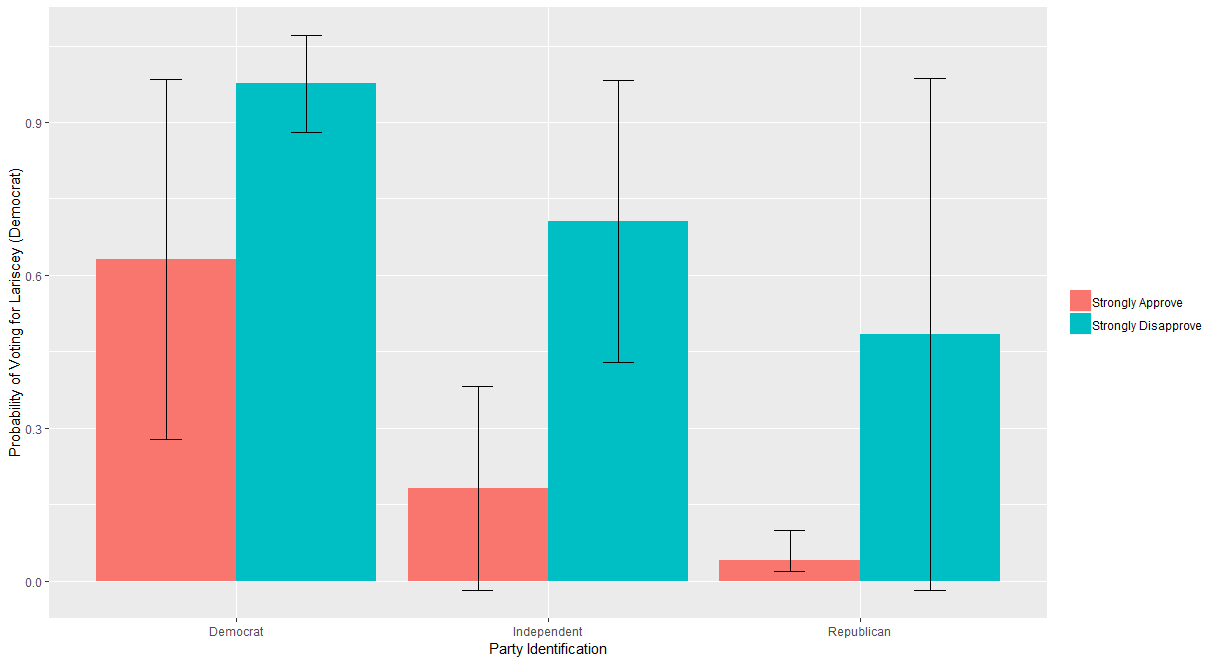 Probability of Voting for Lariscey (Democrat)
0.9
0.6
0.3
0.0
Democrat
Independent
Republican
Party Identification
Strongly Approve
Strongly Disapprove